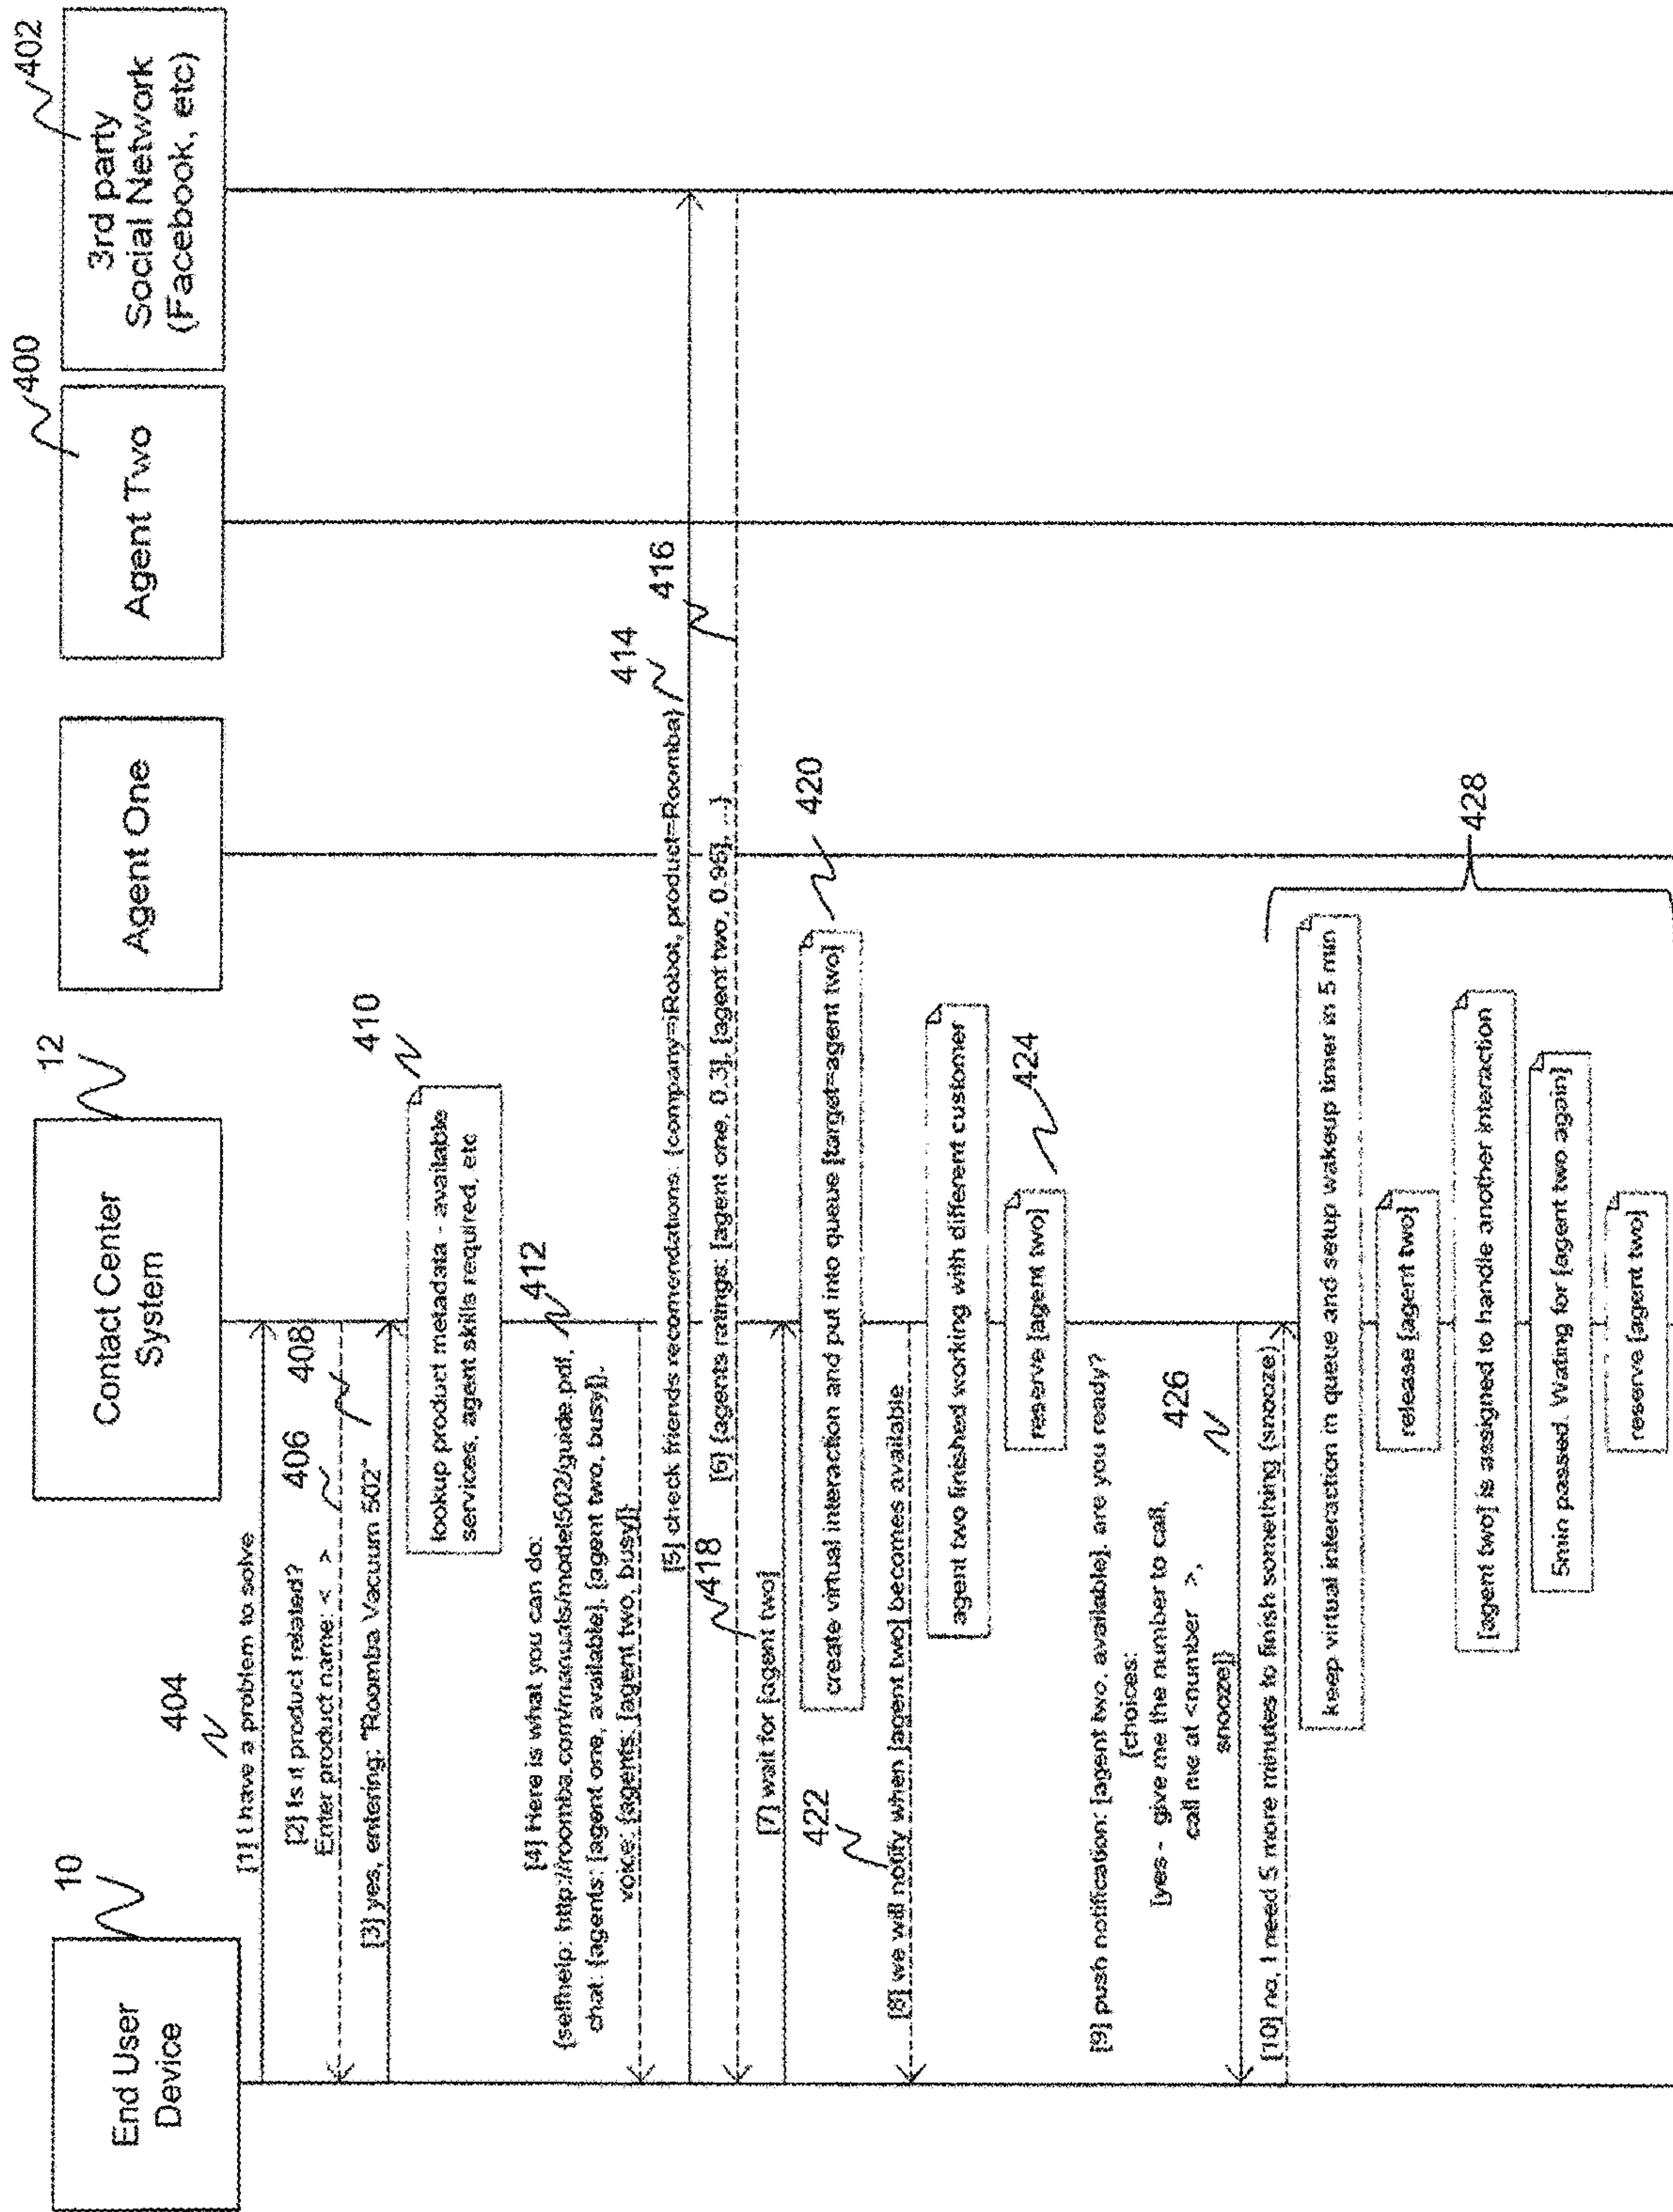 10
End User
Device
12
Contact Center
System
Agent One
400
Agent Two
402
3rd party
Social Network
(Facebook, etc)
404
[1] I have a problem to solve
[2] Is it product related?
Enter product name: < >
406
408
[3] yes, entering: "Roomba Vacuum 502"
410
lookup product metadata - available
services, agent skills required, etc
412
[4] Here is what you can do:
{selfhelp: http://roomba.com/manuals/model502/guide.pdf,
chat: {agents: [agent one, available], [agent two, busy]},
voice: {agents: [agent two, busy]}
414
[5] check friends recomendations: {company=iRobot, product=Roomba}
416
[6] {agents ratings: [agent one, 0.3], [agent two, 0.96], ...}
418
[7] wait for [agent two]
420
create virtual interaction and put into queue [target=agent two]
422
[8] we will notify when [agent two] becomes available
agent two finished working with different customer
424
reserve [agent two]
[9] push notification: [agent two, available], are you ready?
[choices:
[yes - give me the number to call,
call me at <number >,
snooze]}
426
[10] no, I need 5 more minutes to finish something (snooze)
428
keep virtual interaction in queue and setup wakeup timer in 5 min
release [agent two]
[agent two] is assigned to handle another interaction
5min passed. Waiting for [agent two again]
reserve [agent two]